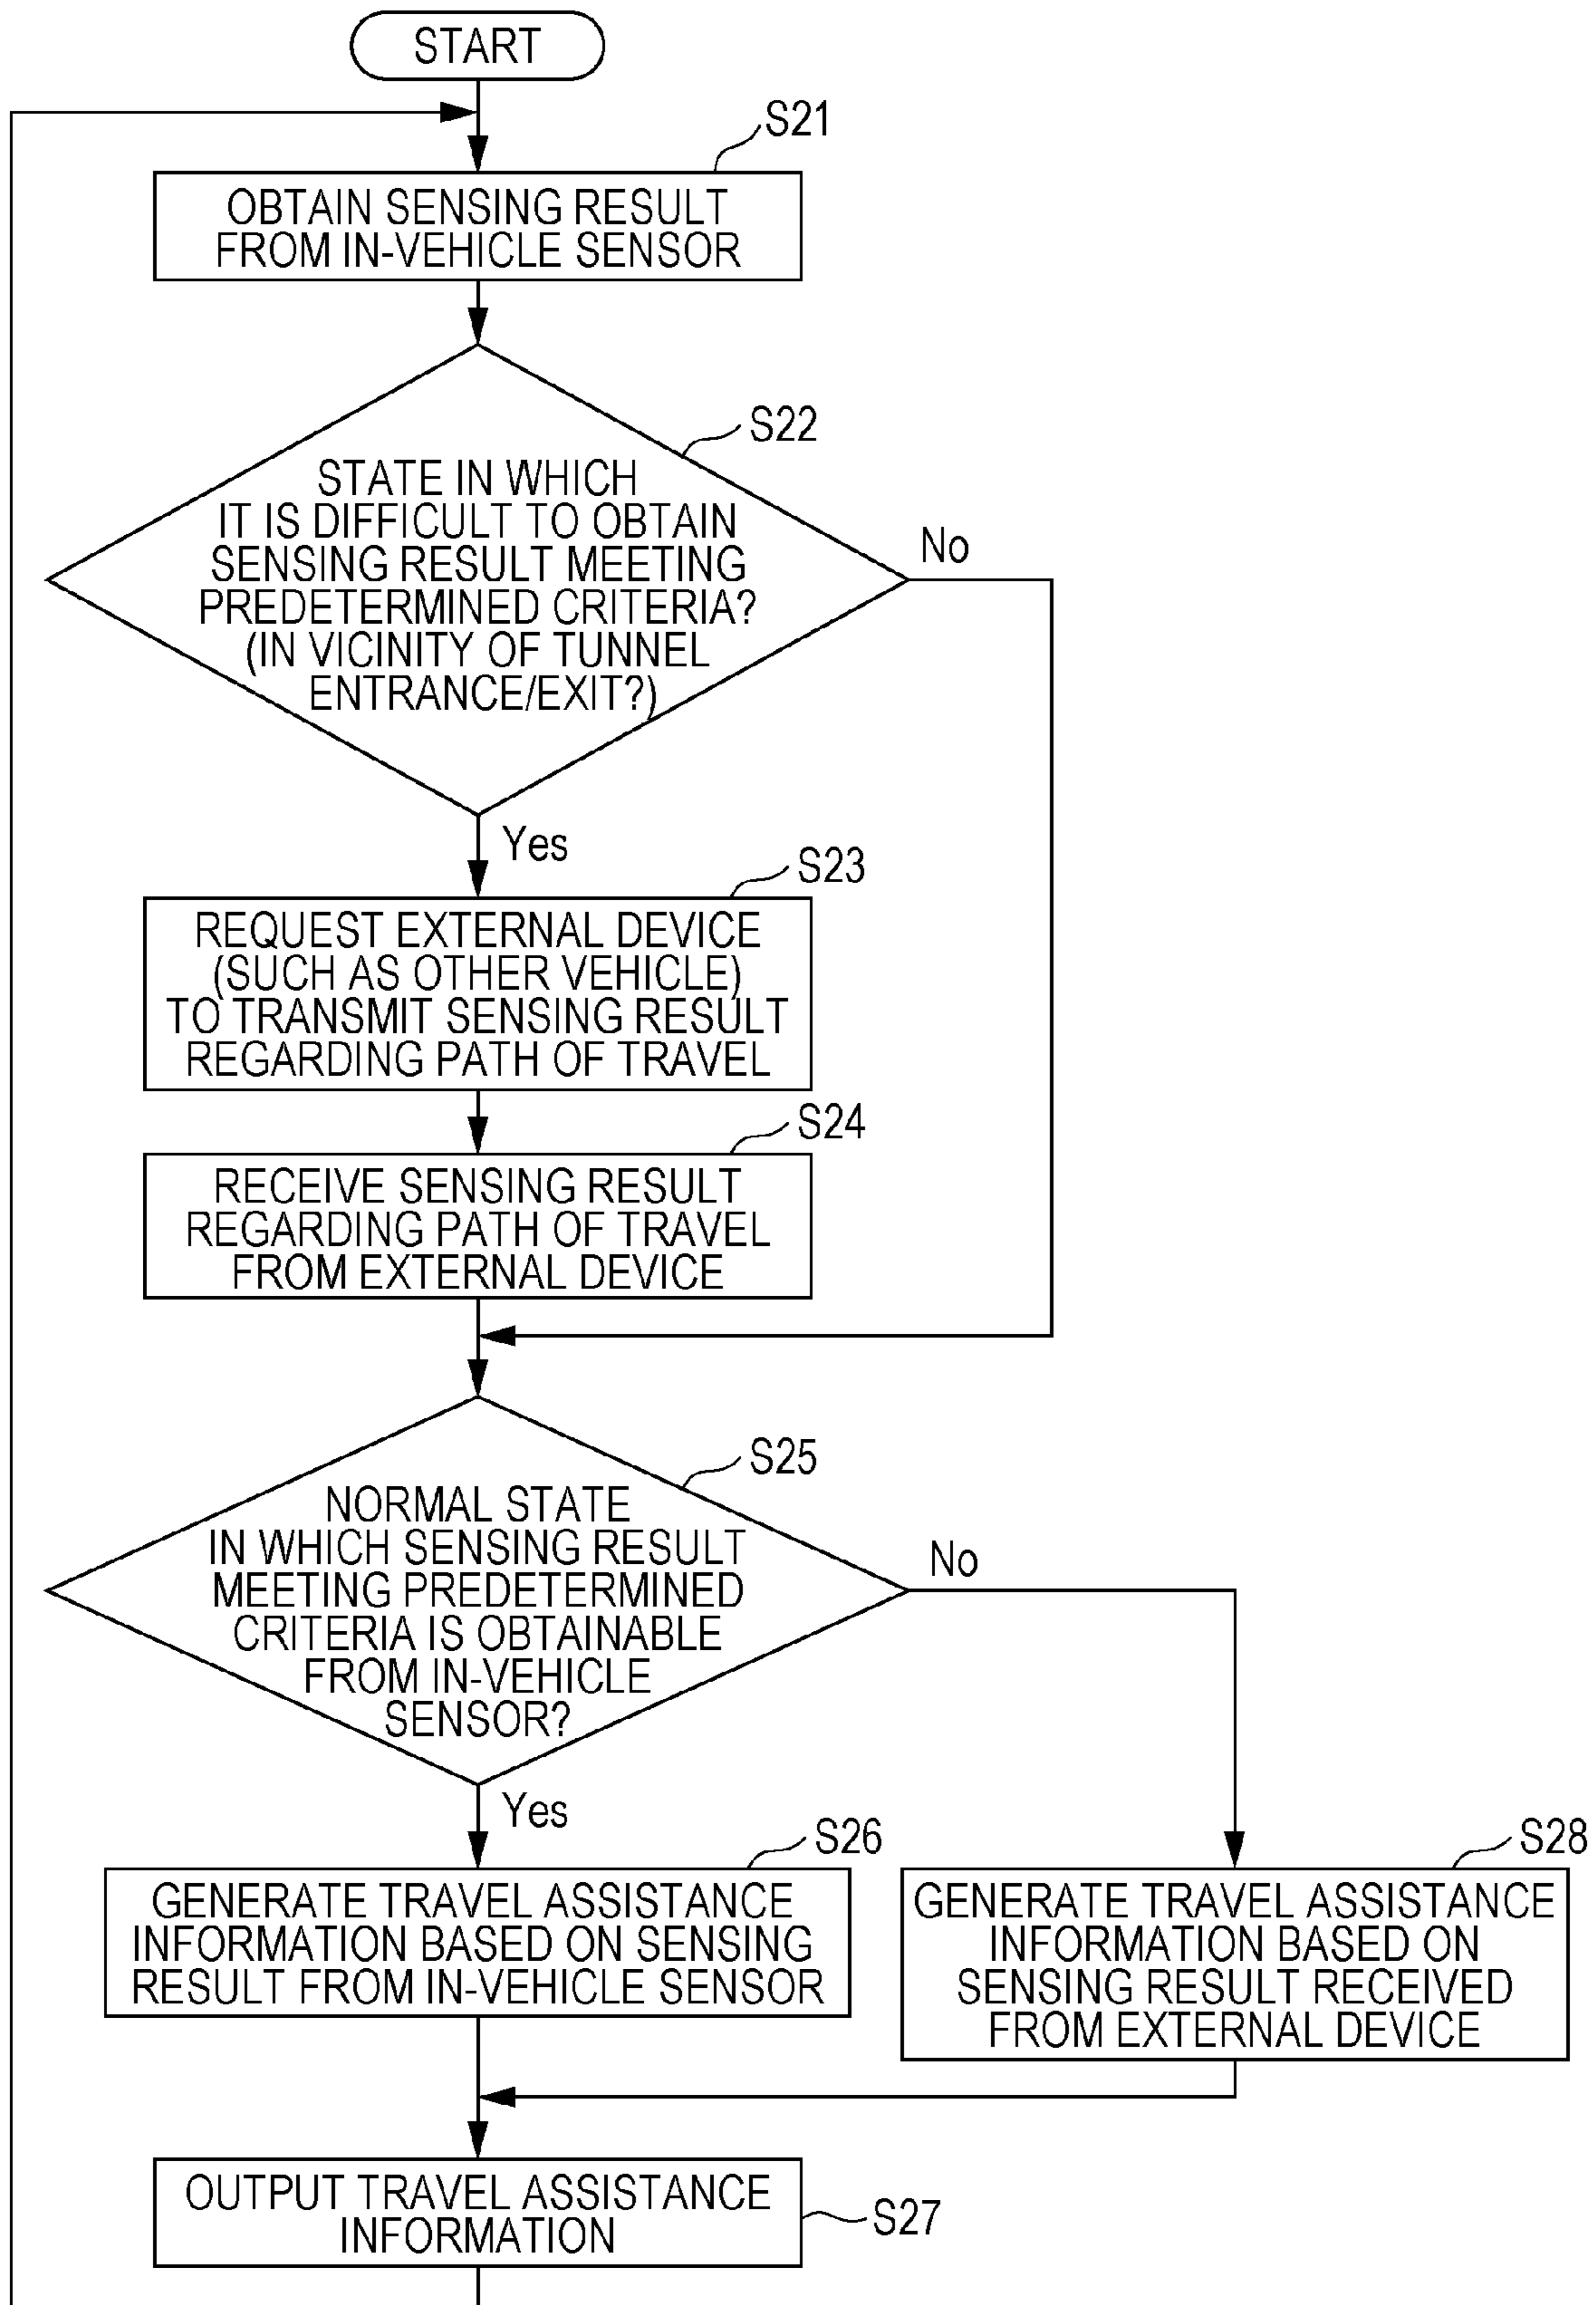 START
S21
OBTAIN SENSING RESULT
FROM IN-VEHICLE SENSOR
S22
STATE IN WHICH
IT IS DIFFICULT TO OBTAIN
SENSING RESULT MEETING
PREDETERMINED CRITERIA?
(IN VICINITY OF TUNNEL
ENTRANCE/EXIT?)
No
Yes
S23
REQUEST EXTERNAL DEVICE
(SUCH AS OTHER VEHICLE)
TO TRANSMIT SENSING RESULT
REGARDING PATH OF TRAVEL
S24
RECEIVE SENSING RESULT
REGARDING PATH OF TRAVEL
FROM EXTERNAL DEVICE
S25
NORMAL STATE
IN WHICH SENSING RESULT
MEETING PREDETERMINED
CRITERIA IS OBTAINABLE
FROM IN-VEHICLE
SENSOR?
No
Yes
S26
GENERATE TRAVEL ASSISTANCE
INFORMATION BASED ON SENSING
RESULT FROM IN-VEHICLE SENSOR
S28
GENERATE TRAVEL ASSISTANCE
INFORMATION BASED ON
SENSING RESULT RECEIVED
FROM EXTERNAL DEVICE
OUTPUT TRAVEL ASSISTANCE
INFORMATION
S27